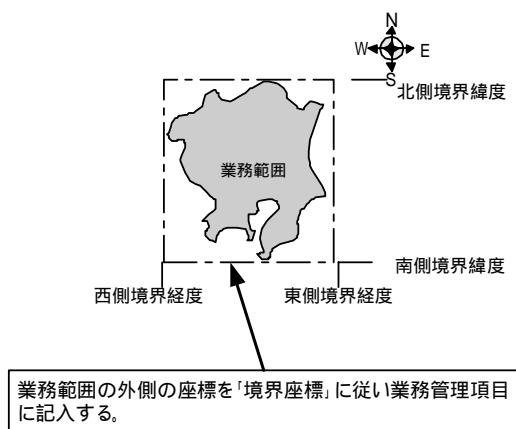 N
W E
S
北側境界緯度
業務範囲
南側境界緯度
西側境界経度 東側境界経度
業務範囲の外側の座標を｢境界座標｣に従い業務管理項目
に記入する。